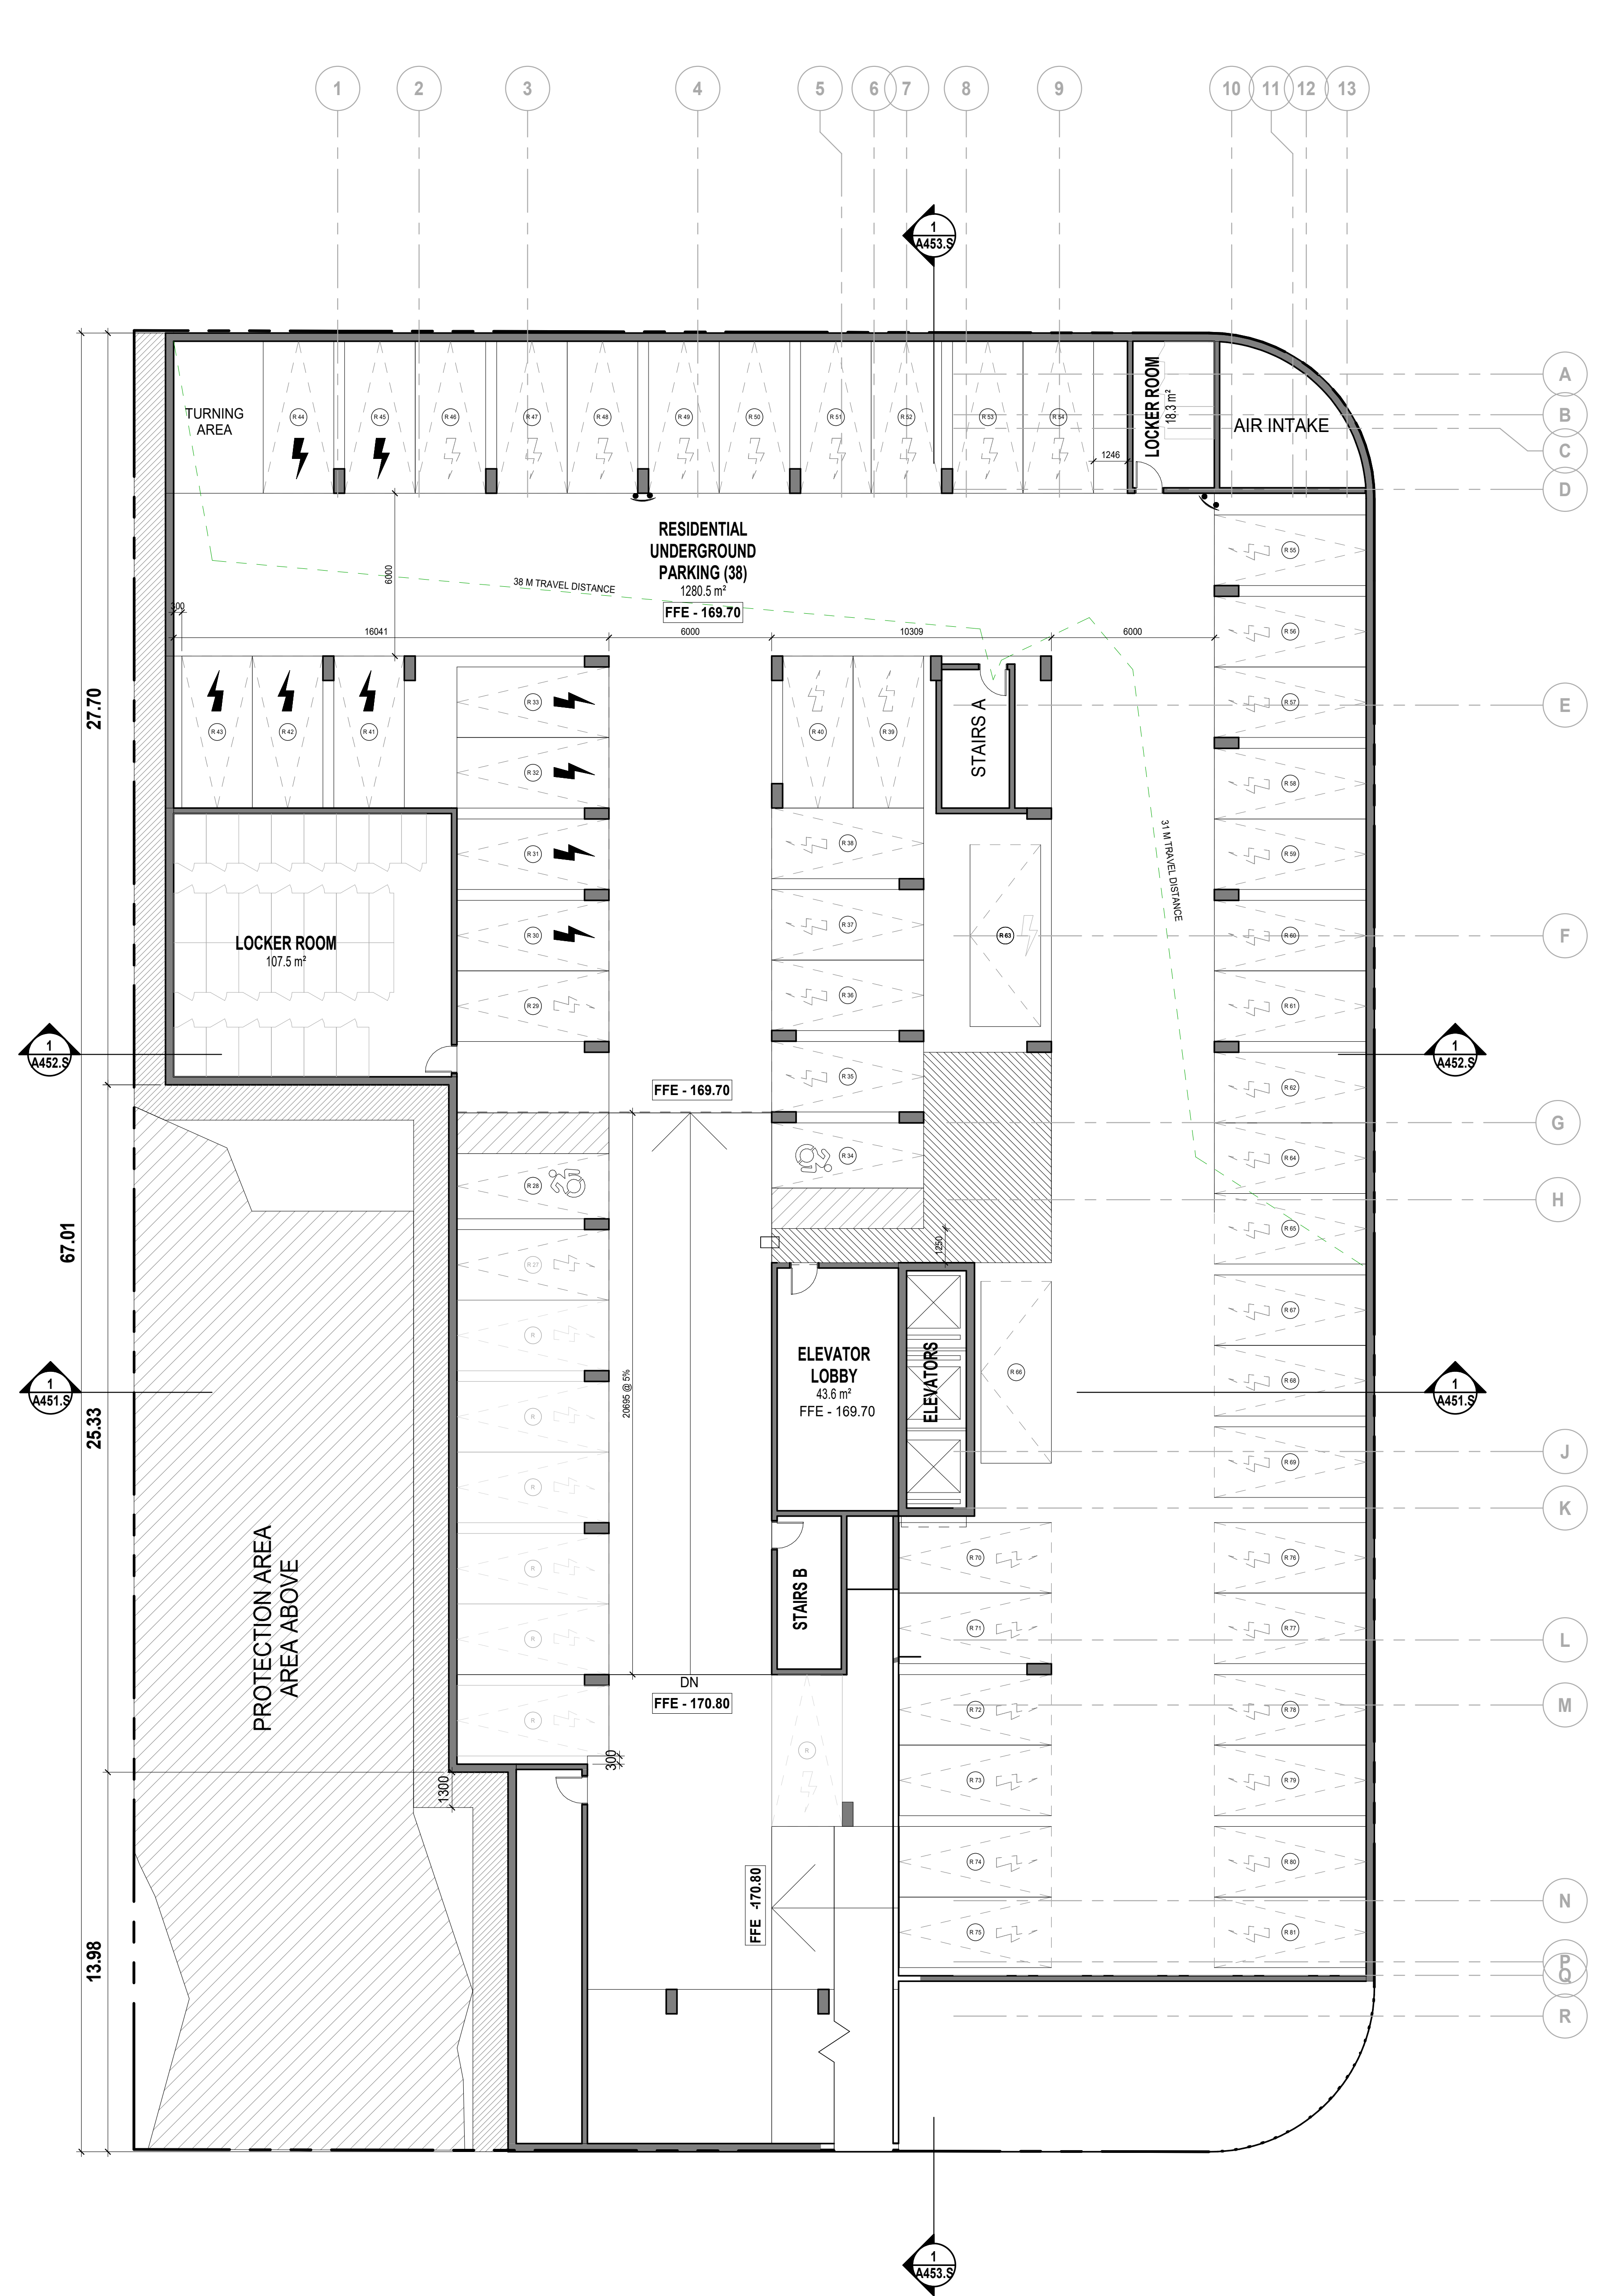 1
2
3
4
5
6
7
8
9
10
11
12
13
1
A453.S
A
B
C
D
E
F
G
H
J
K
L
M
N
P
Q
R
TURNING
AREA
R 44
R 45
R 46
R 47
R 48
R 49
R 50
R 51
R 52
R 53
R 54
1246
LOCKER ROOM
18.3 m²
AIR INTAKE
RESIDENTIAL
UNDERGROUND
PARKING (38)
1280.5 m²
FFE - 169.70
38 M TRAVEL DISTANCE
6000
300
16041
6000
10309
6000
R 55
R 56
R 57
R 58
R 59
R 60
R 61
R 62
R 64
R 65
R 67
R 68
R 69
R 43
R 42
R 41
R 33
R 32
R 31
R 30
R 29
R 40
R 39
STAIRS A
R 38
R 37
R 36
R 35
R 34
R 63
31 M TRAVEL DISTANCE
27.70
67.01
25.33
13.98
LOCKER ROOM
107.5 m²
1
A452.S
1
A452.S
FFE - 169.70
R 28
R 27
R
R
R
R
R
R
1250
20695 @ 5%
ELEVATOR
LOBBY
43.6 m²
FFE - 169.70
ELEVATORS
R 66
1
A451.S
1
A451.S
PROTECTION AREA
AREA ABOVE
STAIRS B
R 70
R 71
R 72
R 73
R 74
R 75
R 76
R 77
R 78
R 79
R 80
R 81
DN
FFE - 170.80
R
300
1300
FFE -170.80
1
A453.S